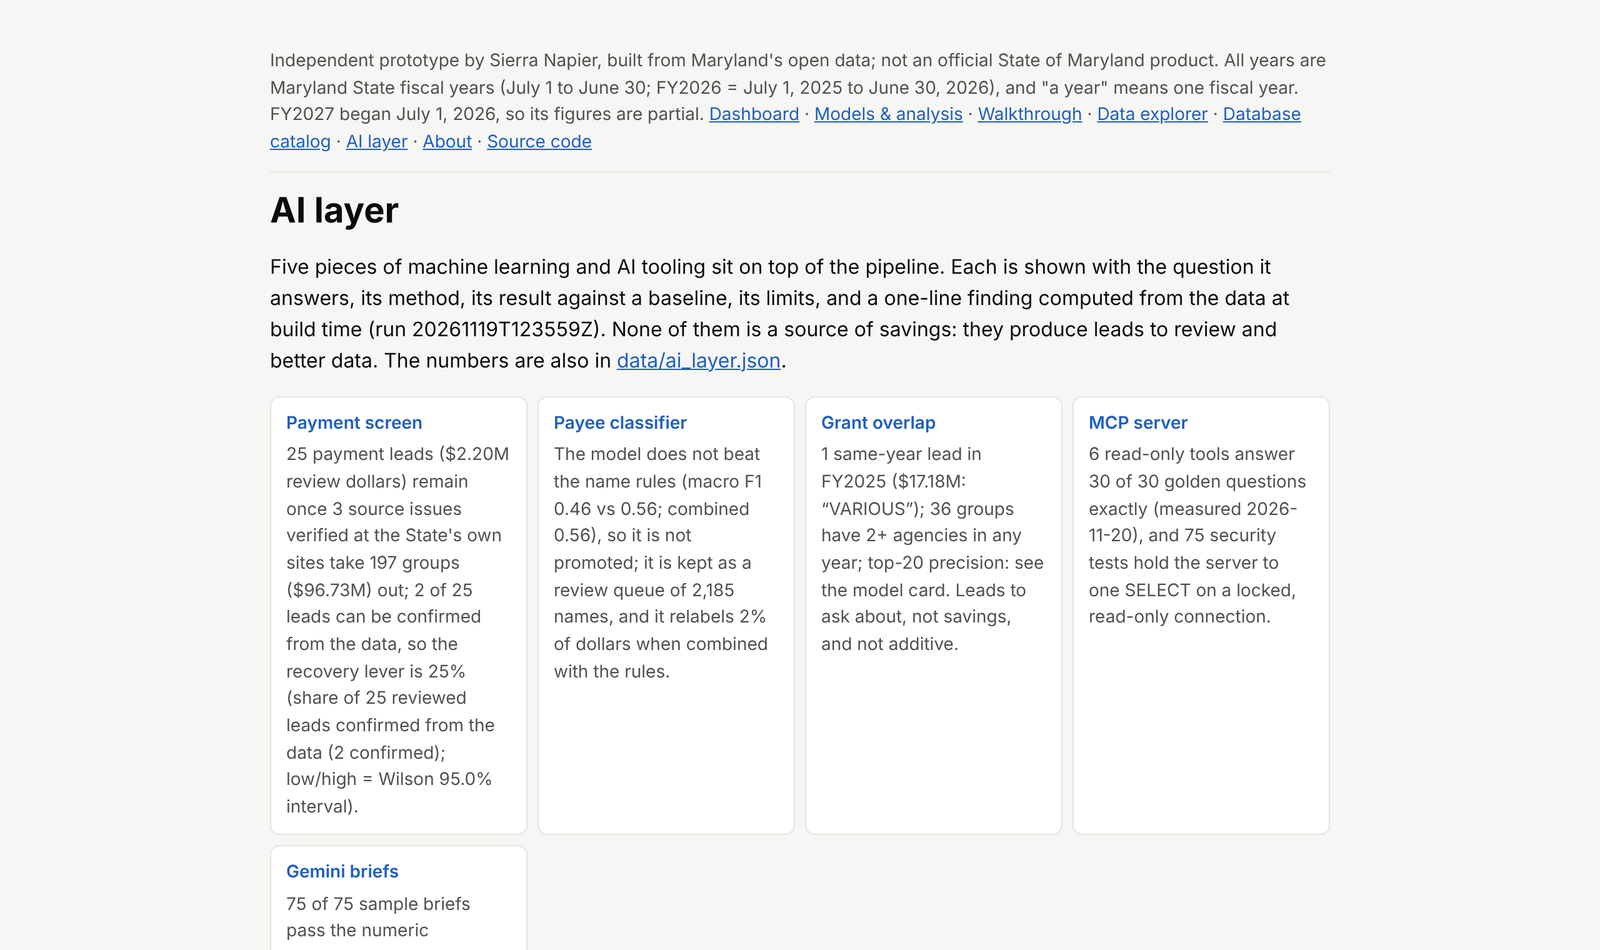 Independent prototype by Sierra Napier, built from Maryland's open data; not an official State of Maryland product. All years are
Maryland State fiscal years (July 1 to June 30; FY2026 = July 1, 2025 to June 30, 2026), and "a year" means one fiscal year.
FY2027 began July 1, 2026, so its figures are partial. Dashboard · Models & analysis · Walkthrough · Data explorer · Database
catalog · AI layer · About · Source code
AI layer
Five pieces of machine learning and AI tooling sit on top of the pipeline. Each is shown with the question it
answers, its method, its result against a baseline, its limits, and a one-line finding computed from the data at
build time (run 20261119T123559Z). None of them is a source of savings: they produce leads to review and
better data. The numbers are also in data/ai_layer.json.
Payment screen
25 payment leads ($2.20M
review dollars) remain
once 3 source issues
verified at the State's own
sites take 197 groups
($96.73M) out; 2 of 25
leads can be confirmed
from the data, so the
recovery lever is 25%
(share of 25 reviewed
leads confirmed from the
data (2 confirmed);
low/high = Wilson 95.0%
interval).
Payee classifier
The model does not beat
the name rules (macro F1
0.46 vs 0.56; combined
0.56), so it is not
promoted; it is kept as a
review queue of 2,185
names, and it relabels 2%
of dollars when combined
with the rules.
Grant overlap
1 same-year lead in
FY2025 ($17.18M:
“VARIOUS”); 36 groups
have 2+ agencies in any
year; top-20 precision: see
the model card. Leads to
ask about, not savings,
and not additive.
MCP server
6 read-only tools answer
30 of 30 golden questions
exactly (measured 2026-
11-20), and 75 security
tests hold the server to
one SELECT on a locked,
read-only connection.
Gemini briefs
75 of 75 sample briefs
pass the numeric